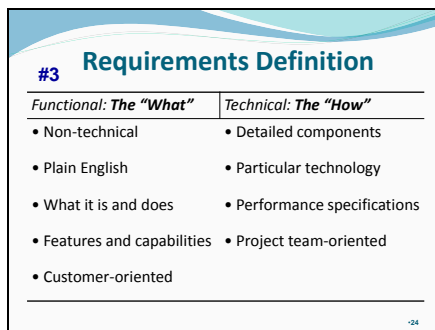 Requirements Definition
#3
Functional: The “What” Technical: The “How”
• Non-technical • Detailed components
• Plain English • Particular technology
• What it is and does • Performance specifications
• Features and capabilities • Project team-oriented
• Customer-oriented
•24